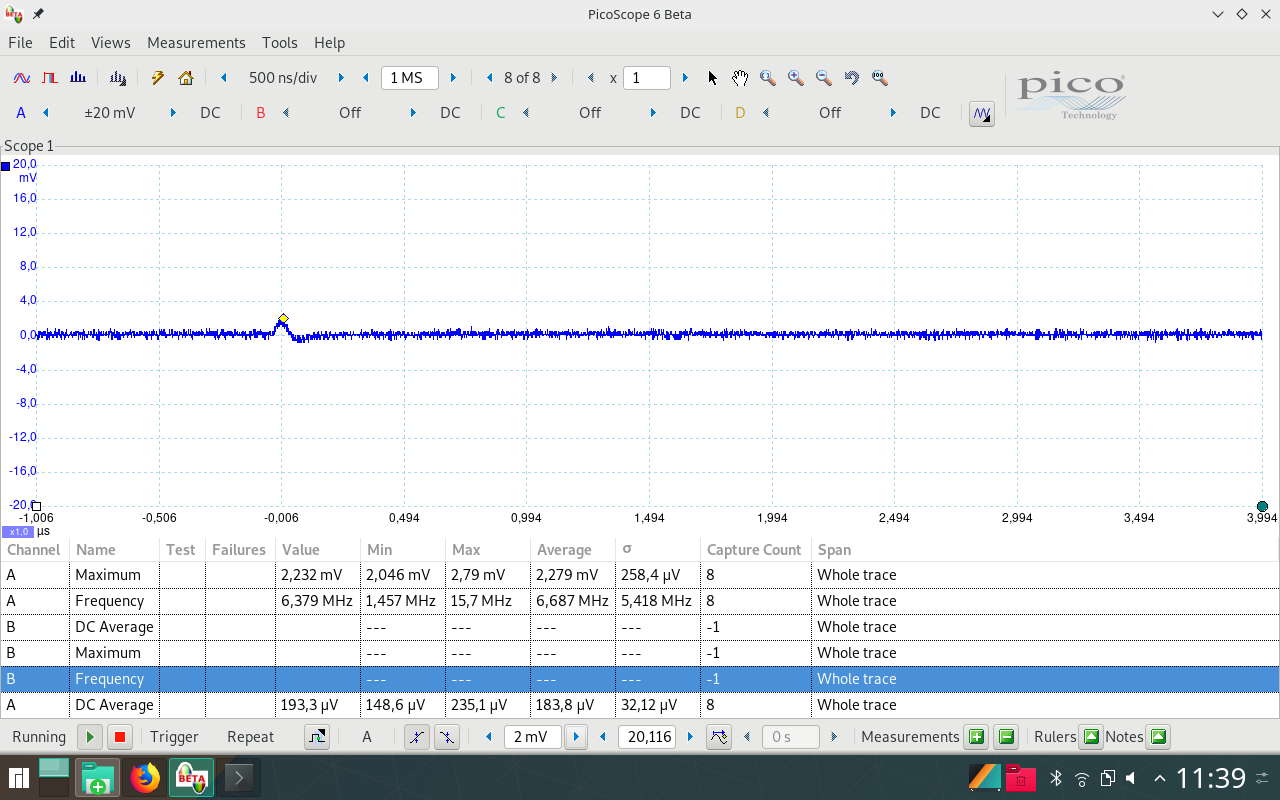 BETA PicoScope 6 Beta
File Edit Views Measurements Tools Help
500 ns/div 1 MS 8 of 8 x 1
A ±20 mV DC B Off DC C Off DC D Off DC
pico
Technology
Scope 1
20,0
mV
16,0
12,0
8,0
4,0
0,0
-4,0
-8,0
-12,0
-16,0
-20,0
-1,006 -0,506 -0,006 0,494 0,994 1,494 1,994 2,494 2,994 3,494 3,994
x1,0 µs
Channel Name Test Failures Value Min Max Average σ Capture Count Span
A Maximum 2,232 mV 2,046 mV 2,79 mV 2,279 mV 258,4 µV 8 Whole trace
A Frequency 6,379 MHz 1,457 MHz 15,7 MHz 6,687 MHz 5,418 MHz 8 Whole trace
B DC Average --- --- --- --- -1 Whole trace
B Maximum --- --- --- --- -1 Whole trace
B Frequency --- --- --- --- -1 Whole trace
A DC Average 193,3 µV 148,6 µV 235,1 µV 183,8 µV 32,12 µV 8 Whole trace
Running Trigger Repeat A 2 mV 20,116 0 s Measurements Rulers Notes
BETA 11:39